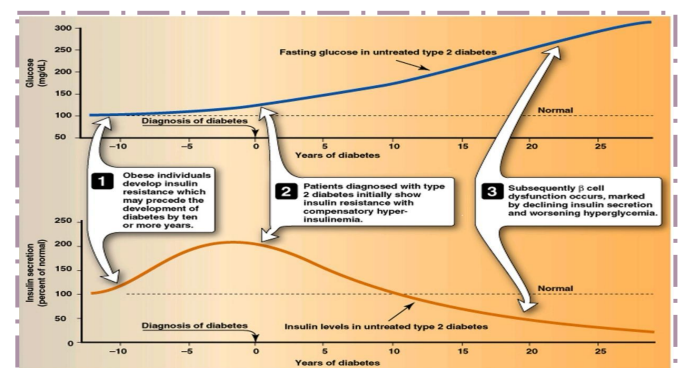 300
250
200
150
100
50
Glucose
(mg/dL)
Fasting glucose in untreated type 2 diabetes
Normal
Diagnosis of diabetes
−10
−5
0
5
10
15
20
25
Years of diabetes
1
Obese individuals
develop insulin
resistance which
may precede the
development of
diabetes by ten
or more years.
2
Patients diagnosed with type
2 diabetes initially show
insulin resistance with
compensatory hyper-
insulinemia.
3
Subsequently β cell
dysfunction occurs, marked
by declining insulin secretion
and worsening hyperglycemia.
250
200
150
100
50
0
Insulin secretion
(percent of normal)
Normal
Diagnosis of diabetes
Insulin levels in untreated type 2 diabetes
−10
−5
0
5
10
15
20
25
Years of diabetes